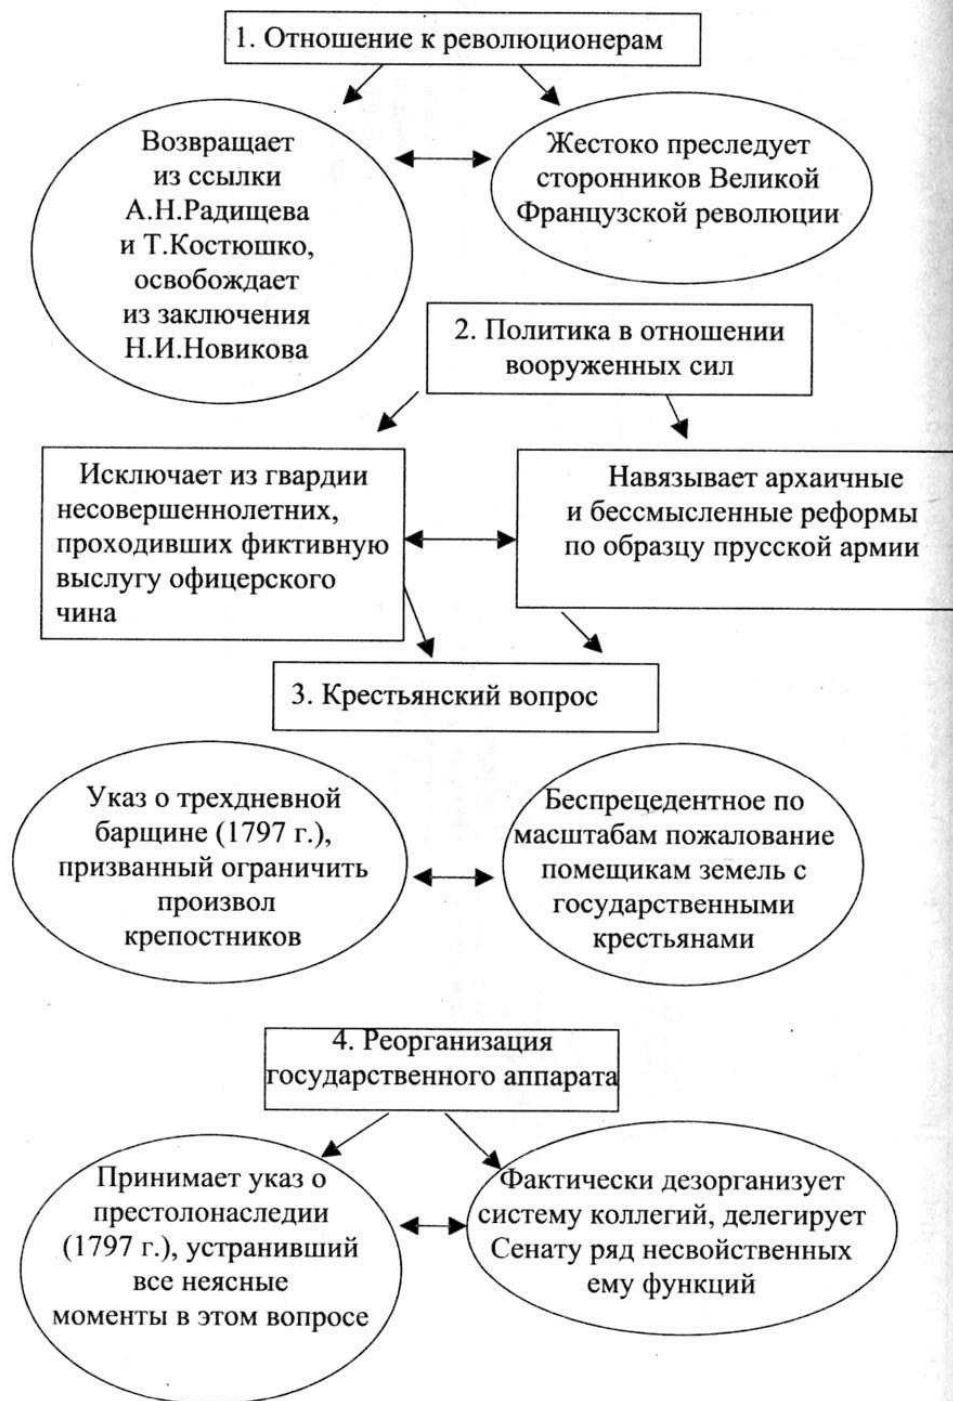 1. Отношение к революционерам
Возвращает
из ссылки
А.Н.Радищева
и Т.Костюшко,
освобождает
из заключения
Н.И.Новикова
Жестоко преследует
сторонников Великой
Французской революции
2. Политика в отношении
вооруженных сил
Исключает из гвардии
несовершеннолетних,
проходивших фиктивную
выслугу офицерского
чина
Навязывает архаичные
и бессмысленные реформы
по образцу прусской армии
3. Крестьянский вопрос
Указ о трехдневной
барщине (1797 г.),
призванный ограничить
произвол
крепостников
Беспрецедентное по
масштабам пожалование
помещикам земель с
государственными
крестьянами
4. Реорганизация
государственного аппарата
Принимает указ о
престолонаследии
(1797 г.), устранивший
все неясные
моменты в этом вопросе
Фактически дезорганизует
систему коллегий, делегирует
Сенату ряд несвойственных
ему функций